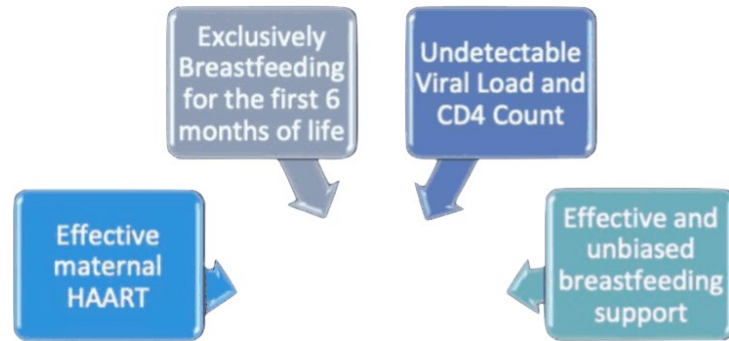 Exclusively
Breastfeeding
for the first 6
months of life
Undetectable
Viral Load and
CD4 Count
Effective
maternal
HAART
Effective and
unbiased
breastfeeding
support